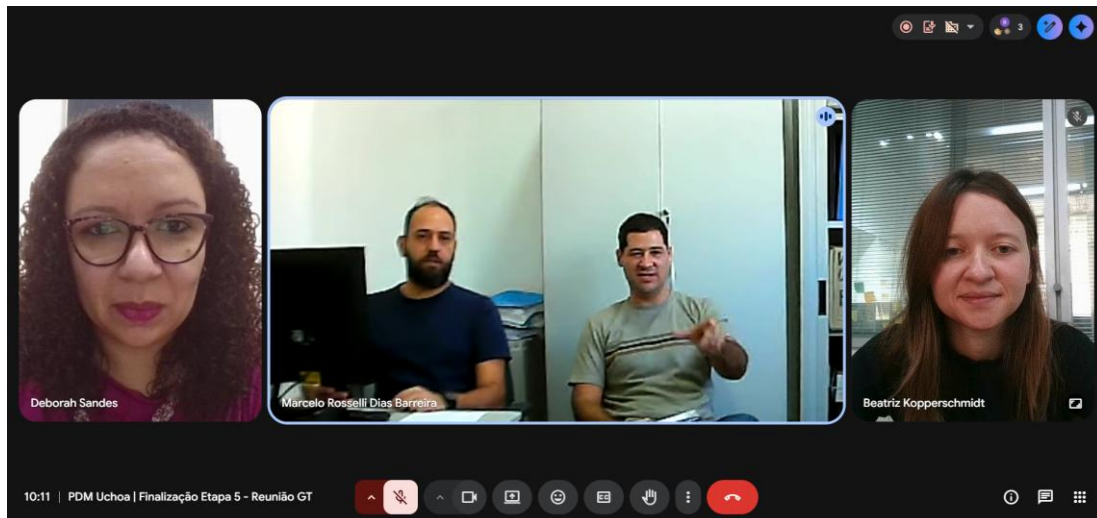 3
Deborah Sandes
Marcelo Rosselli Dias Barreira
Beatriz Kopperschmidt
10:11 | PDM Uchoa | Finalização Etapa 5 - Reunião GT